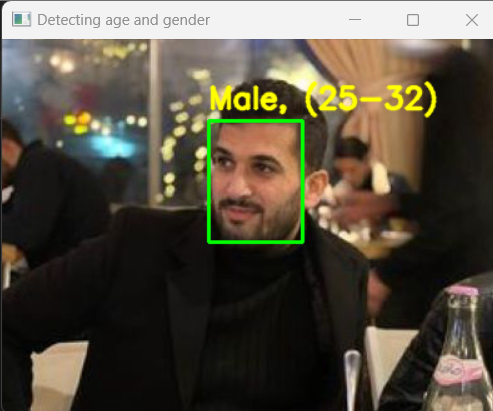 Detecting age and gender
Male, (25-32)